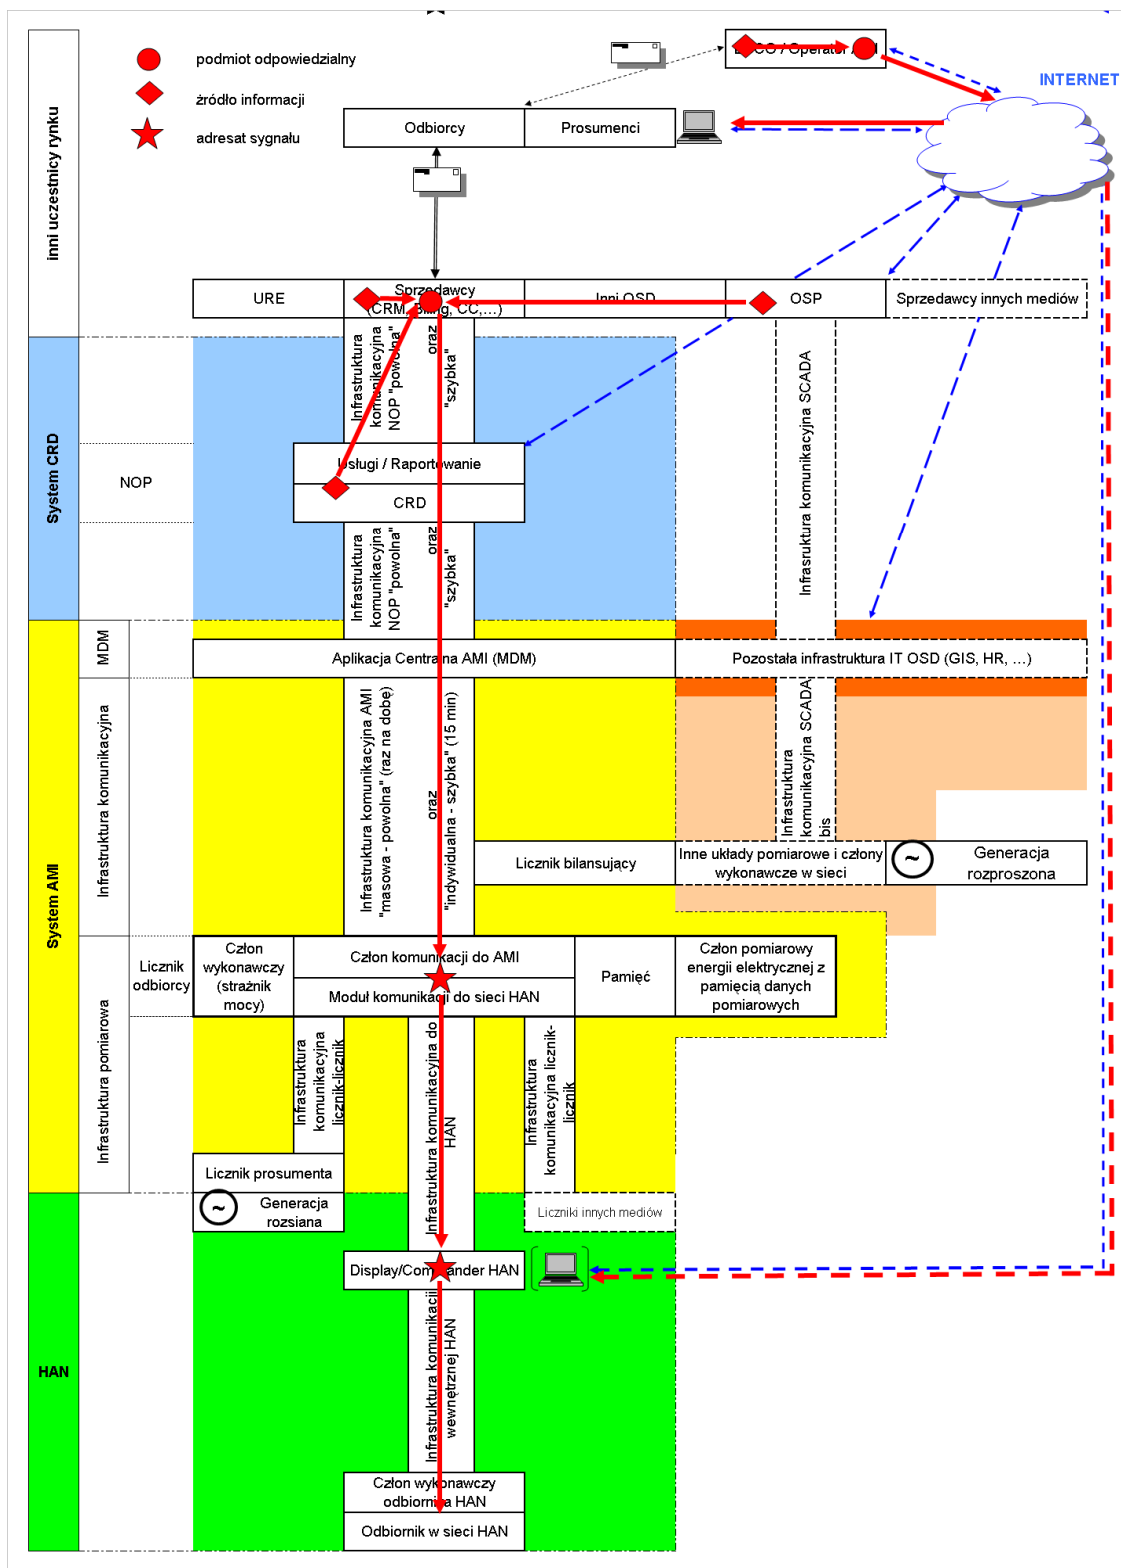 podmiot odpowiedzialny
źródło informacji
adresat sygnału
INTERNET
Odbiorcy
Prosumenci
inni uczestnicy rynku
URE
Sprzedawcy
(CRM, Billing, CC,...)
Inni OSD
OSP
Sprzedawcy innych mediów
Infrastruktura
komunikacyjna
NOP "powolna"
oraz
"szybka"
Infrasruktura komunikacyjna SCADA
System CRD
NOP
Usługi / Raportowanie
CRD
Infrastruktura
komunikacyjna
NOP "powolna"
oraz
"szybka"
MDM
Aplikacja Centralna AMI (MDM)
Pozostała infrastruktura IT OSD (GIS, HR, ...)
System AMI
Infrastruktura komunikacyjna
Infrastruktura komunikacyjna AMI
"masowa - powolna" (raz na dobę)
oraz
"indywidualna - szybka" (15 min)
Infrastruktura
komunikacyjna SCADA
bis
Licznik bilansujący
Inne układy pomiarowe i człony
wykonawcze w sieci
~
Generacja
rozproszona
Infrastruktura pomiarowa
Licznik
odbiorcy
Człon
wykonawczy
(strażnik
mocy)
Człon komunikacji do AMI
Moduł komunikacji do sieci HAN
Pamięć
Człon pomiarowy
energii elektrycznej z
pamięcią danych
pomiarowych
Infrastruktura
komunikacyjna
licznik-licznik
Infrastruktura komunikacyjna do
HAN
Infrastruktura
komunikacyjna licznik-
licznik
Licznik prosumenta
~
Generacja
rozsiana
Liczniki innych mediów
HAN
Display/Commander HAN
Infrastruktura komunikacji
wewnętrznej HAN
Człon wykonawczy
odbiornika HAN
Odbiornik w sieci HAN